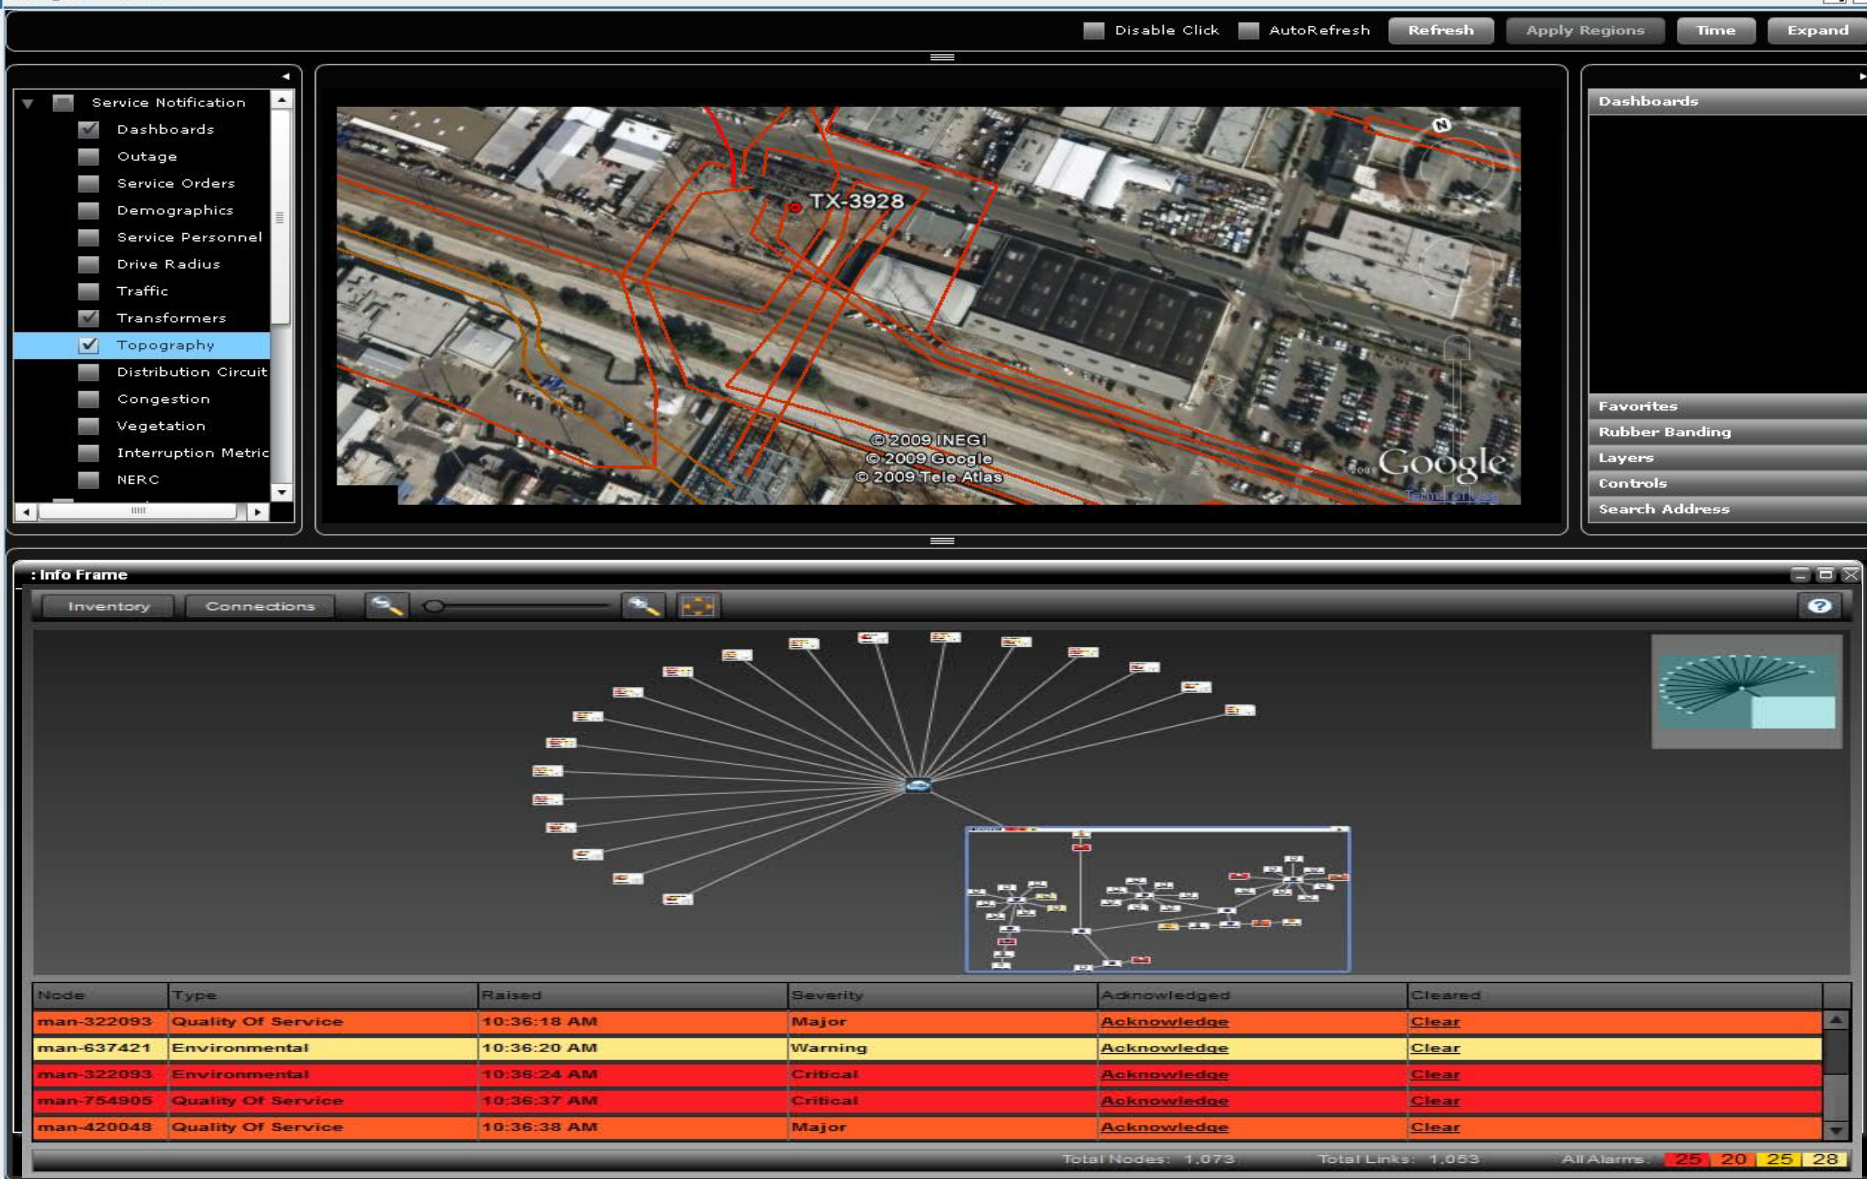 Disable Click AutoRefresh Refresh Apply Regions Time Expand
Service Notification
Dashboards
Outage
Service Orders
Demographics
Service Personnel
Drive Radius
Traffic
Transformers
Topography
Distribution Circuit
Congestion
Vegetation
Interruption Metric
NERC
N
TX-3928
© 2009 INEGI
© 2009 Google
© 2009 Tele Atlas
Google
Terms of Use
Dashboards
Favorites
Rubber Banding
Layers
Controls
Search Address
: Info Frame
Inventory Connections ?
Node Type Raised Severity Acknowledged Cleared
man-322093 Quality Of Service 10:36:18 AM Major Acknowledge Clear
man-637421 Environmental 10:36:20 AM Warning Acknowledge Clear
man-322093 Environmental 10:36:24 AM Critical Acknowledge Clear
man-754905 Quality Of Service 10:36:37 AM Critical Acknowledge Clear
man-420048 Quality Of Service 10:36:38 AM Major Acknowledge Clear
Total Nodes: 1,073 Total Links: 1,053 All Alarms: 25 20 25 28